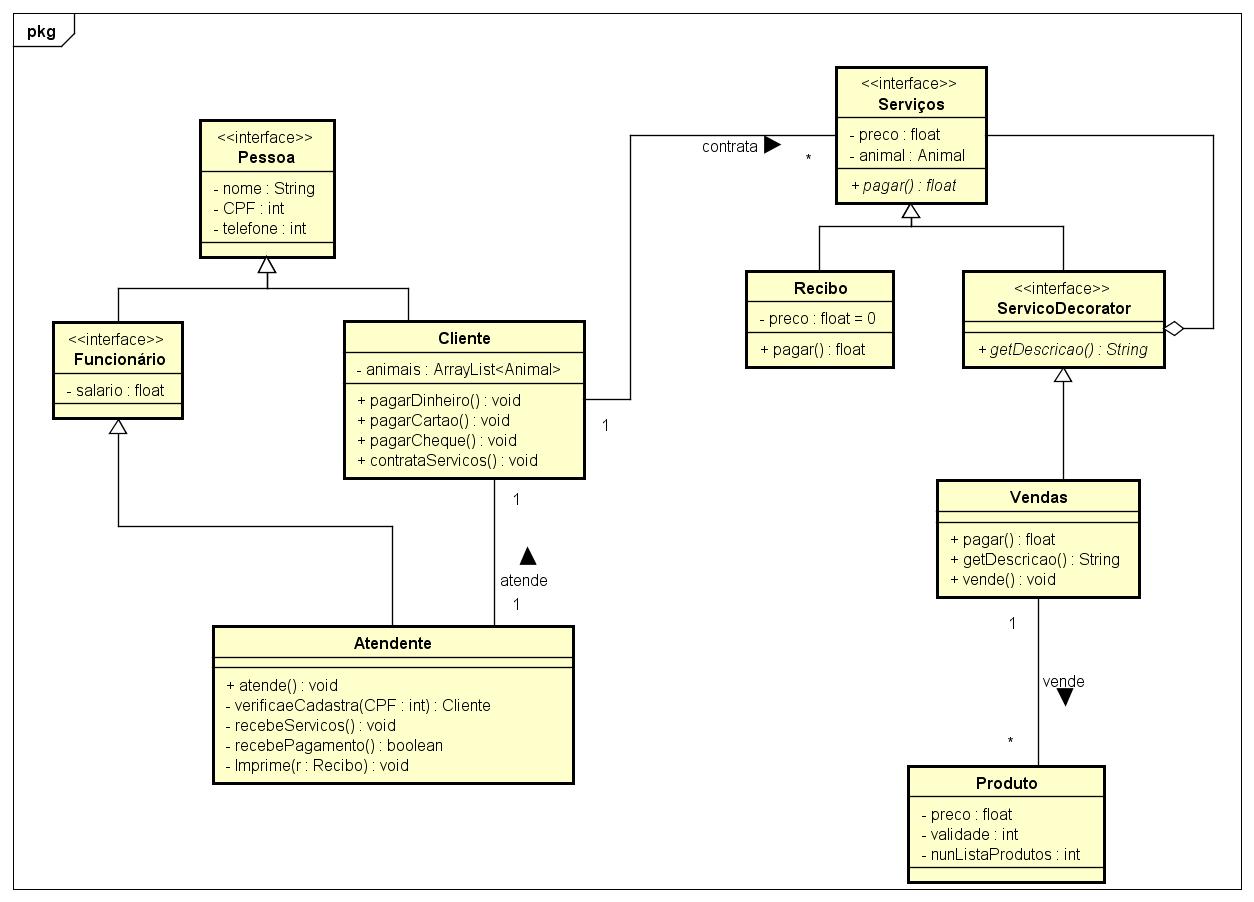 pkg
<<interface>>
Pessoa
- nome : String
- CPF : int
- telefone : int
<<interface>>
Serviços
- preco : float
- animal : Animal
+ pagar() : float
contrata
*
<<interface>>
Funcionário
- salario : float
Cliente
- animais : ArrayList<Animal>
+ pagarDinheiro() : void
+ pagarCartao() : void
+ pagarCheque() : void
+ contrataServicos() : void
1
Recibo
- preco : float = 0
+ pagar() : float
<<interface>>
ServicoDecorator
+ getDescricao() : String
1
atende
1
Vendas
+ pagar() : float
+ getDescricao() : String
+ vende() : void
Atendente
+ atende() : void
- verificaeCadastra(CPF : int) : Cliente
- recebeServicos() : void
- recebePagamento() : boolean
- Imprime(r : Recibo) : void
1
vende
*
Produto
- preco : float
- validade : int
- nunListaProdutos : int